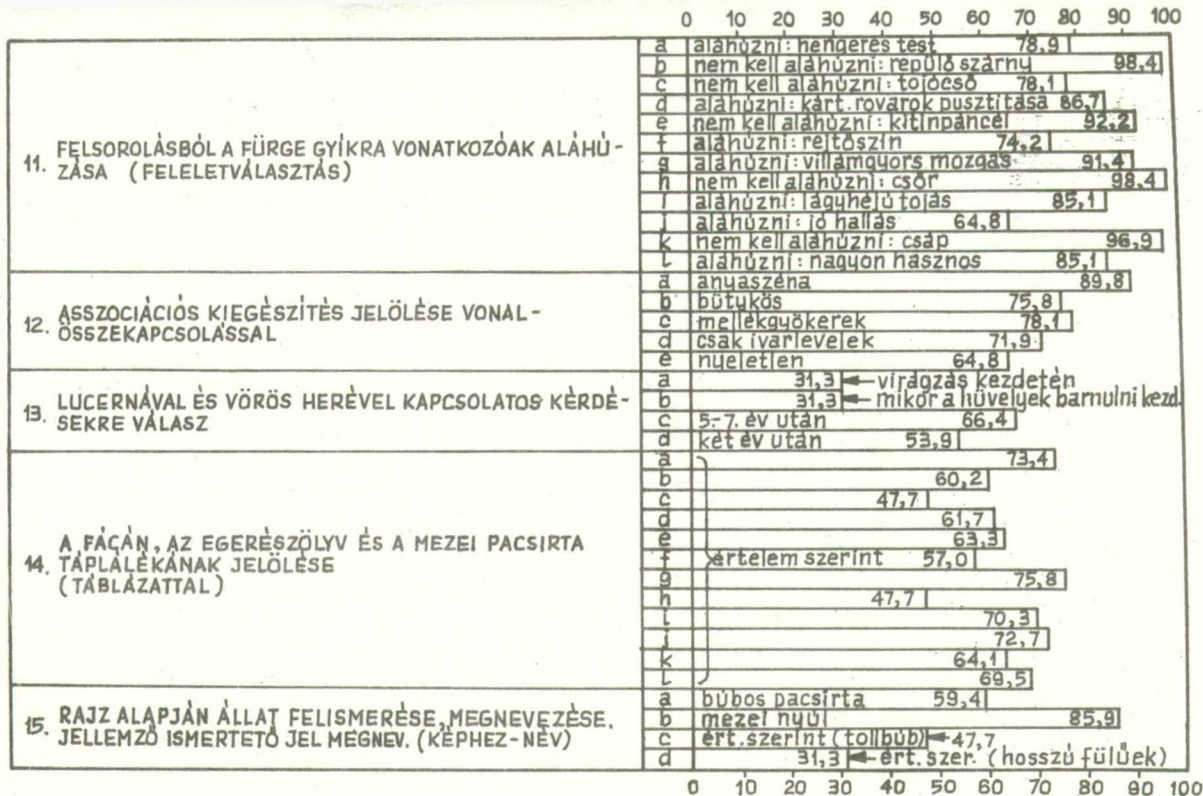 0 10 20 30 40 50 60 70 80 90 100
11. FELSOROLÁSBÓL A FÜRGE GYÍKRA VONATKOZÓAK ALÁHÚ-
ZÁSA (FELELETVÁLASZTÁS)
a aláhúzni: hengeres test 78,9
b nem kell aláhúzni: repülő szárny 98,4
c nem kell aláhúzni: tojócső 78,1
d aláhúzni: kárt. rovarok pusztítása 86,7
e nem kell aláhúzni: kitinpáncél 92,2
f aláhúzni: rejtőszín 74,2
g aláhúzni: villámgyors mozgás 91,4
h nem kell aláhúzni: csőr 98,4
i aláhúzni: lágyhéjú tojás 85,1
j aláhúzni: jó hallás 64,8
k nem kell aláhúzni: csáp 96,9
l aláhúzni: nagyon hasznos 85,1
12. ASSZOCIÁCIÓS KIEGÉSZÍTÉS JELÖLÉSE VONAL-
ÖSSZEKAPCSOLÁSSAL
a anyaszéna 89,8
b bütykös 75,8
c mellékgyökerek 78,1
d csak ivarlevelek 71,9
e nyeletlen 64,8
13. LUCERNÁVAL ÉS VÖRÖS HERÉVEL KAPCSOLATOS KÉRDÉ-
SEKRE VÁLASZ
a 31,3 virágzás kezdetén
b 31,3 mikor a hüvelyek barnulni kezd.
c 5.-7. év után 66,4
d két év után 53,9
14. A FÁCÁN, AZ EGERÉSZÖLYV ÉS A MEZEI PACSIRTA
TÁPLÁLÉKÁNAK JELÖLÉSE
(TÁBLÁZATTAL)
a 73,4
b 60,2
c 47,7
d 61,7
e 63,3
f értelem szerint 57,0
g 75,8
h 47,7
i 70,3
j 72,7
k 64,1
l 69,5
15. RAJZ ALAPJÁN ÁLLAT FELISMERÉSE, MEGNEVEZÉSE.
JELLEMZŐ ISMERTETŐ JEL MEGNEV. (KÉPHEZ-NÉV)
a búbos pacsirta 59,4
b mezei nyúl 85,9
c ért. szerint (tollbúb) 47,7
d 31,3 ért. szer. (hosszú fülűek)
0 10 20 30 40 50 60 70 80 90 100